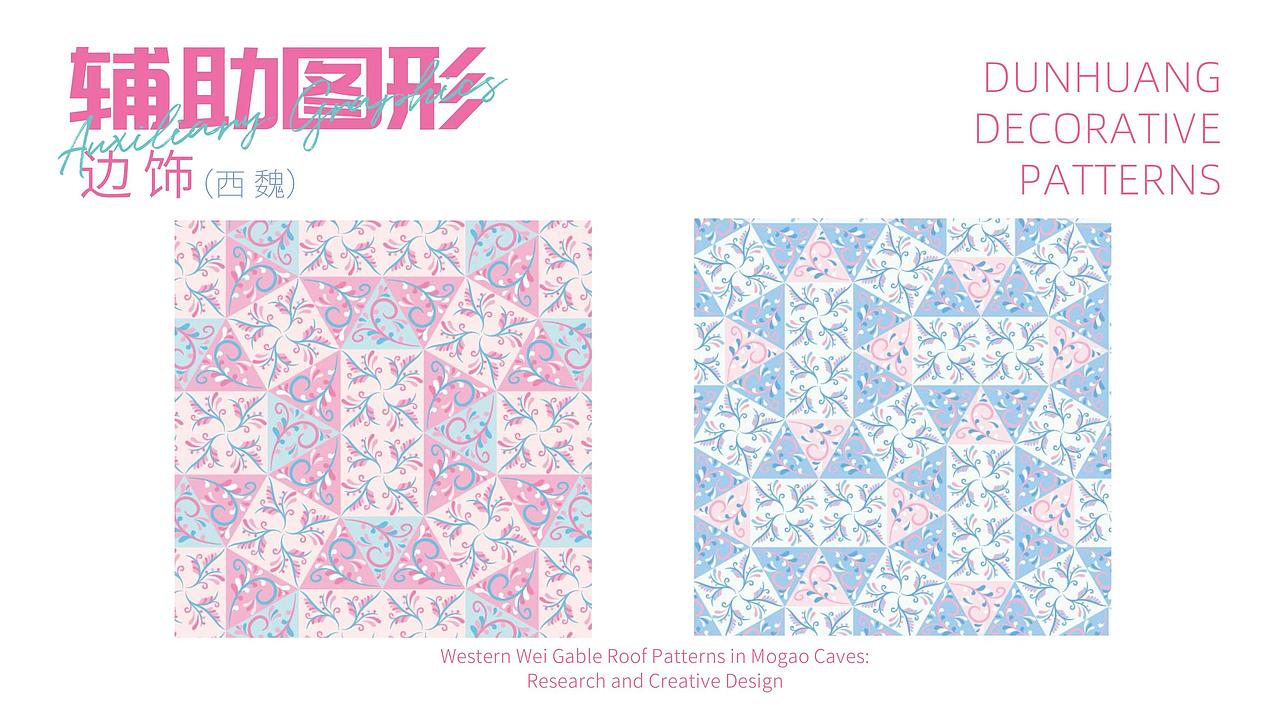 辅助图形
Auxiliary Graphics
边饰(西魏)
DUNHUANG
DECORATIVE
PATTERNS
Western Wei Gable Roof Patterns in Mogao Caves:
Research and Creative Design